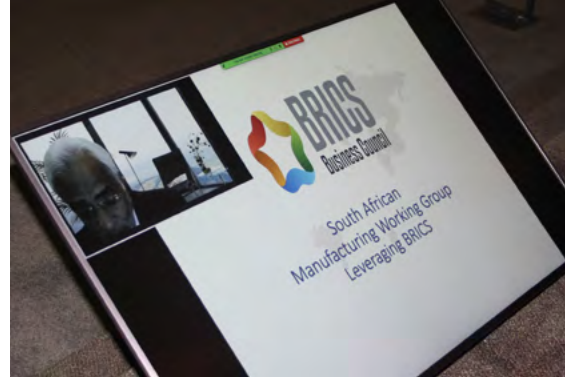 BRICS
Business Council
South African
Manufacturing Working Group
Leveraging BRICS